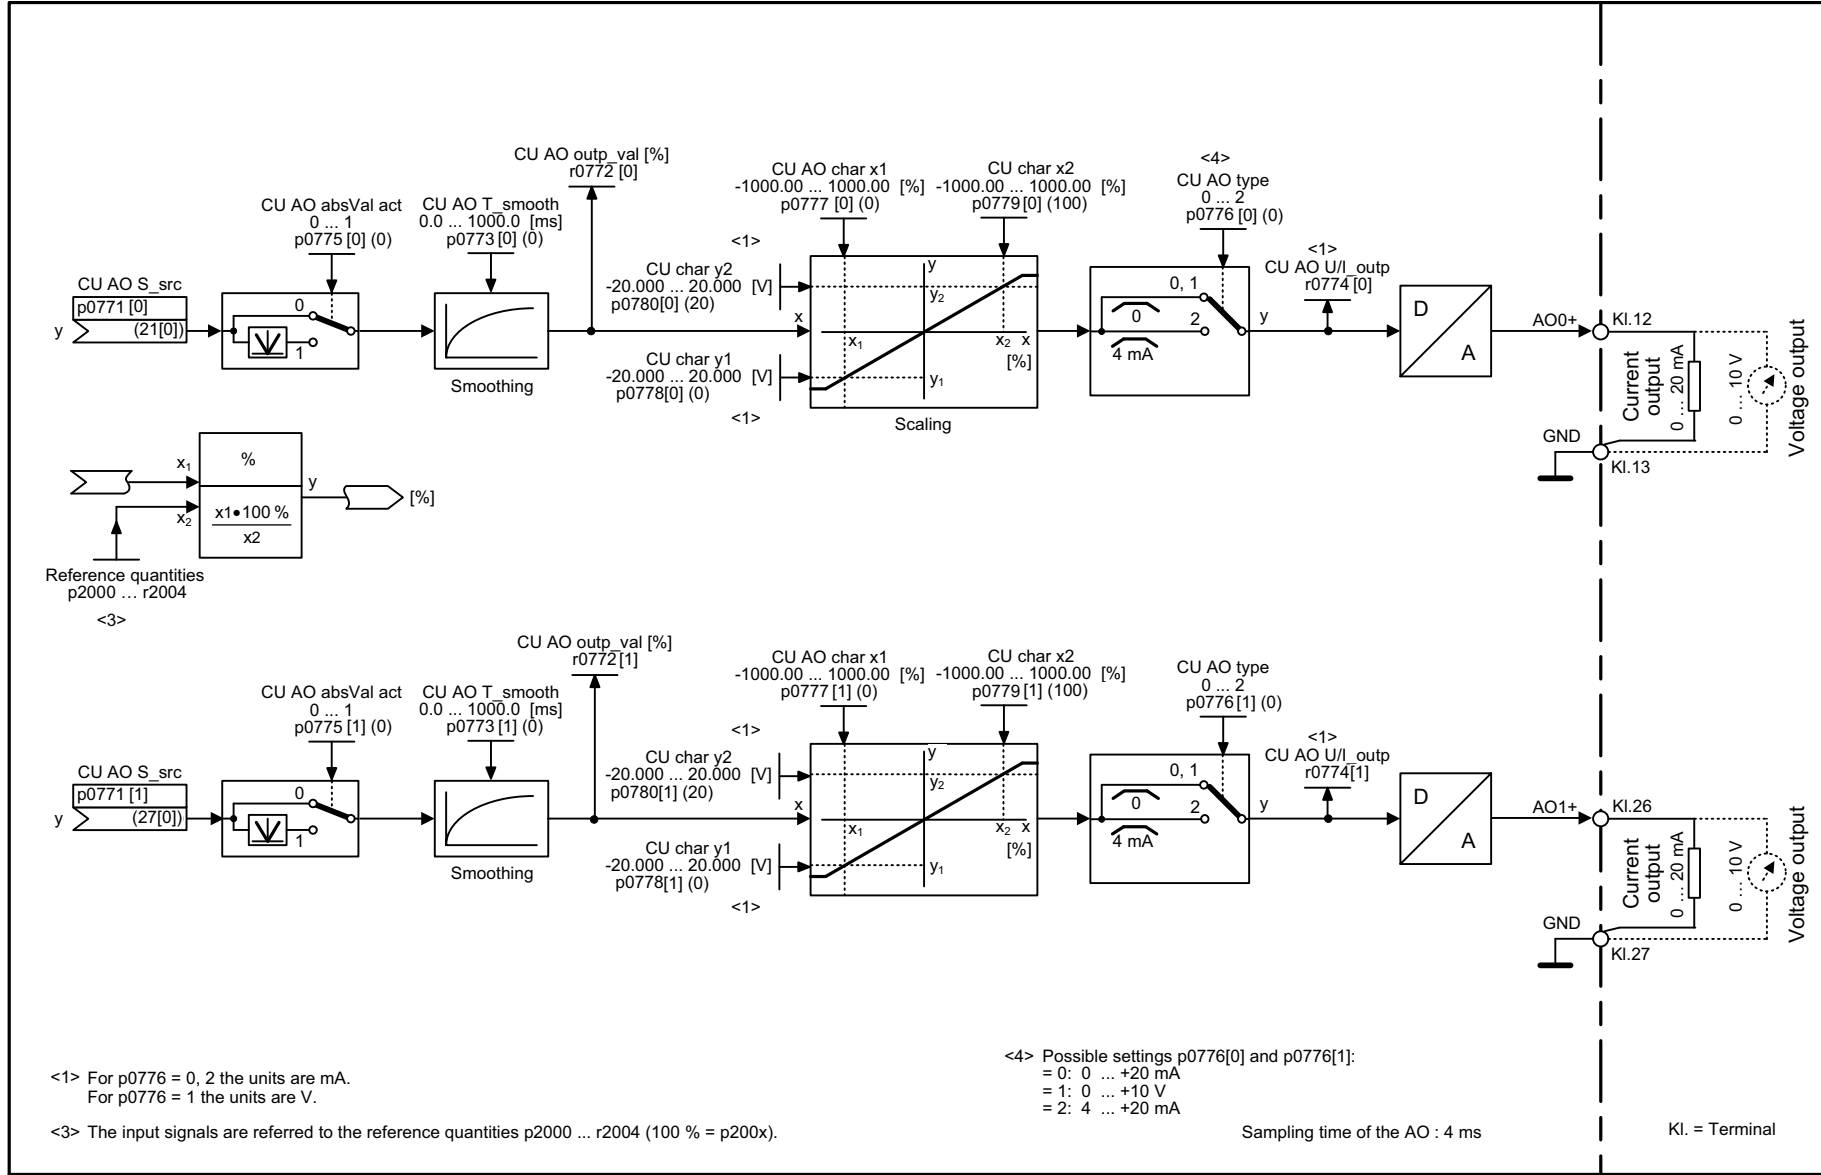 CU AO outp_val [%]
r0772 [0]
CU AO absVal act
0 ... 1
p0775 [0] (0)
CU AO T_smooth
0.0 ... 1000.0 [ms]
p0773 [0] (0)
CU AO char x1
-1000.00 ... 1000.00 [%]
p0777 [0] (0)
CU char x2
-1000.00 ... 1000.00 [%]
p0779 [0] (100)
<4>
CU AO type
0 ... 2
p0776 [0] (0)
<1>
CU AO U/I_outp
r0774 [0]
CU AO S_src
p0771 [0]
(21[0])
y
0
1
Smoothing
<1>
CU char y2
-20.000 ... 20.000 [V]
p0780[0] (20)
CU char y1
-20.000 ... 20.000 [V]
p0778[0] (0)
<1>
x
y
y2
x1
x2 x
[%]
y1
Scaling
0, 1
0
2
4 mA
y
D
A
AO0+
Kl.12
Current output
0 ... 20 mA
0 ... 10 V
Voltage output
GND
Kl.13
x1
x2
%
x1•100 %
x2
y
[%]
Reference quantities
p2000 ... r2004
<3>
CU AO outp_val [%]
r0772 [1]
CU AO absVal act
0 ... 1
p0775 [1] (0)
CU AO T_smooth
0.0 ... 1000.0 [ms]
p0773 [1] (0)
CU AO char x1
-1000.00 ... 1000.00 [%]
p0777 [1] (0)
CU char x2
-1000.00 ... 1000.00 [%]
p0779 [1] (100)
CU AO type
0 ... 2
p0776 [1] (0)
<1>
CU AO U/I_outp
r0774[1]
CU AO S_src
p0771 [1]
(27[0])
y
0
1
Smoothing
<1>
CU char y2
-20.000 ... 20.000 [V]
p0780[1] (20)
CU char y1
-20.000 ... 20.000 [V]
p0778[1] (0)
<1>
x
y
y2
x1
x2 x
[%]
y1
0, 1
0
2
4 mA
y
D
A
AO1+
Kl.26
Current output
0 ... 20 mA
0 ... 10 V
Voltage output
GND
Kl.27
<1> For p0776 = 0, 2 the units are mA.
For p0776 = 1 the units are V.
<3> The input signals are referred to the reference quantities p2000 ... r2004 (100 % = p200x).
<4> Possible settings p0776[0] and p0776[1]:
= 0: 0 ... +20 mA
= 1: 0 ... +10 V
= 2: 4 ... +20 mA
Sampling time of the AO : 4 ms
Kl. = Terminal